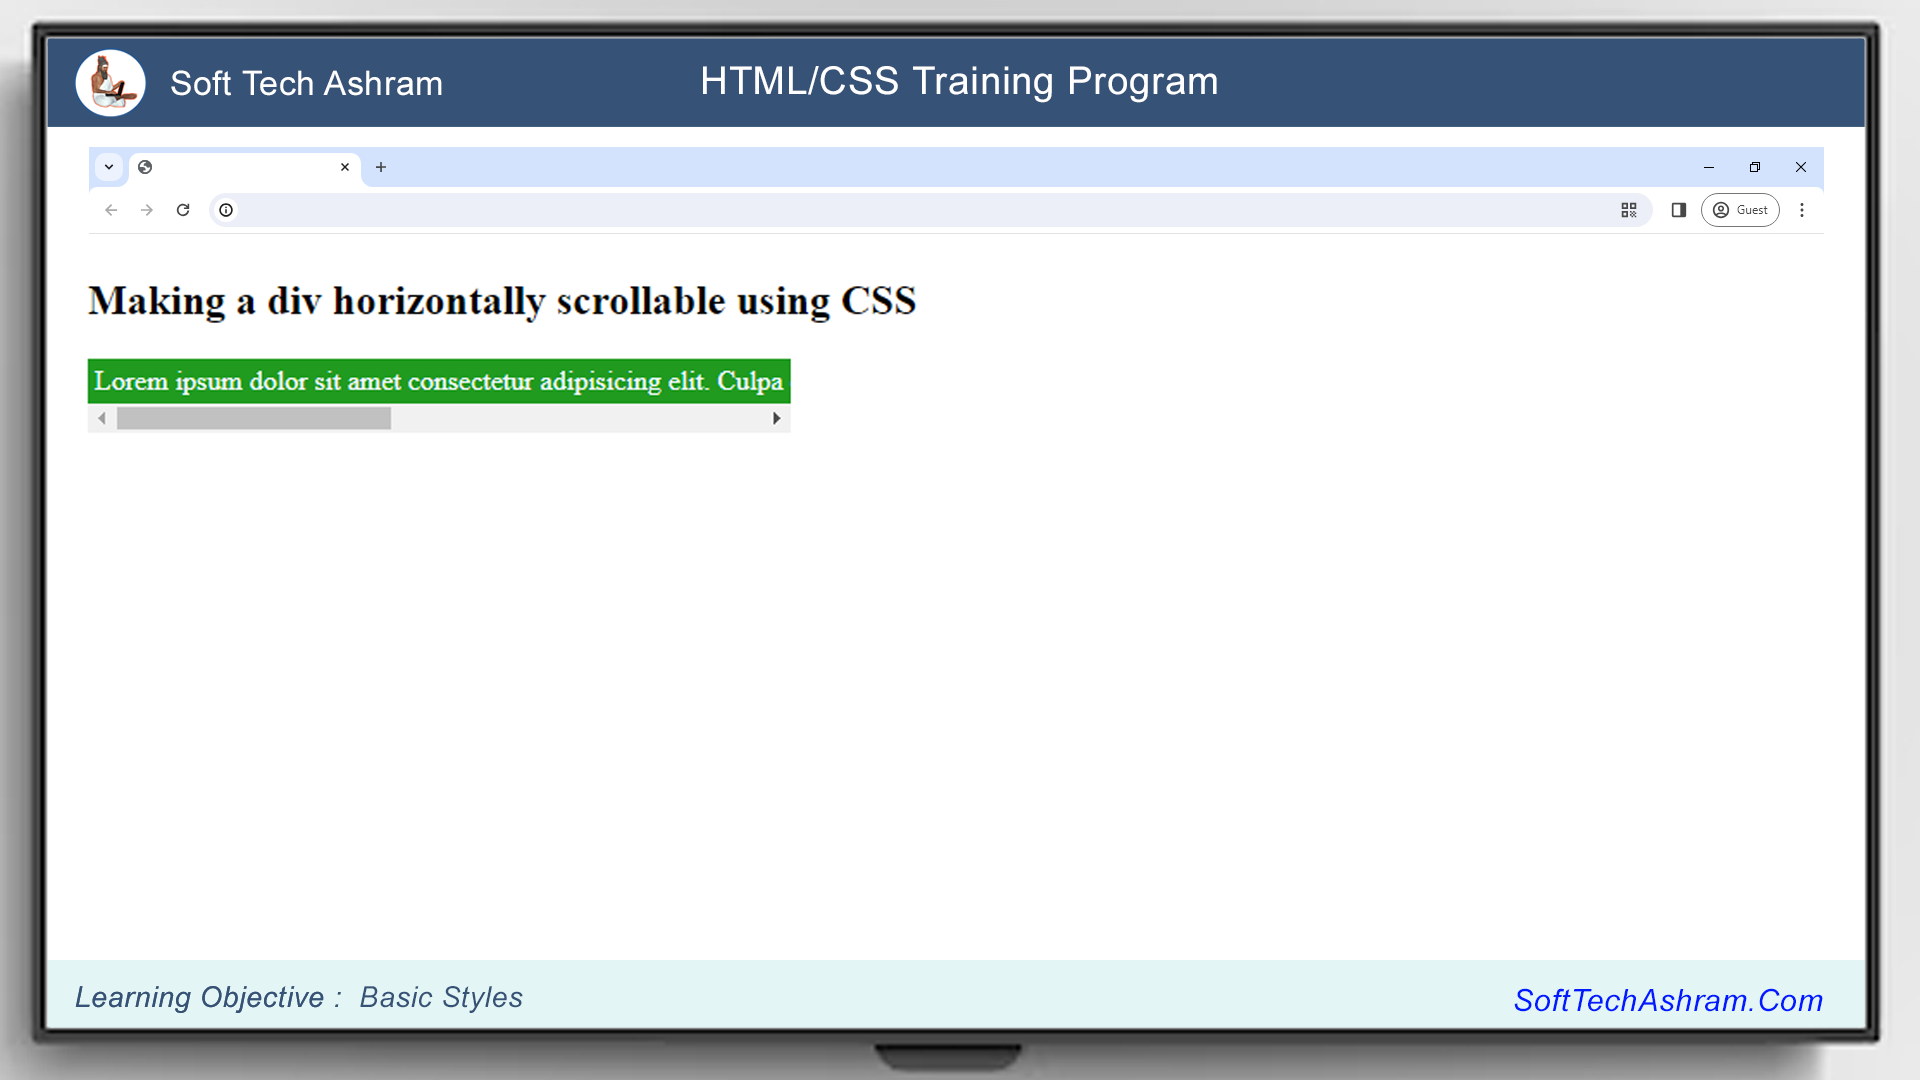 Soft Tech Ashram
HTML/CSS Training Program
Guest
Making a div horizontally scrollable using CSS
Lorem ipsum dolor sit amet consectetur adipisicing elit. Culpa
Learning Objective : Basic Styles
SoftTechAshram.Com